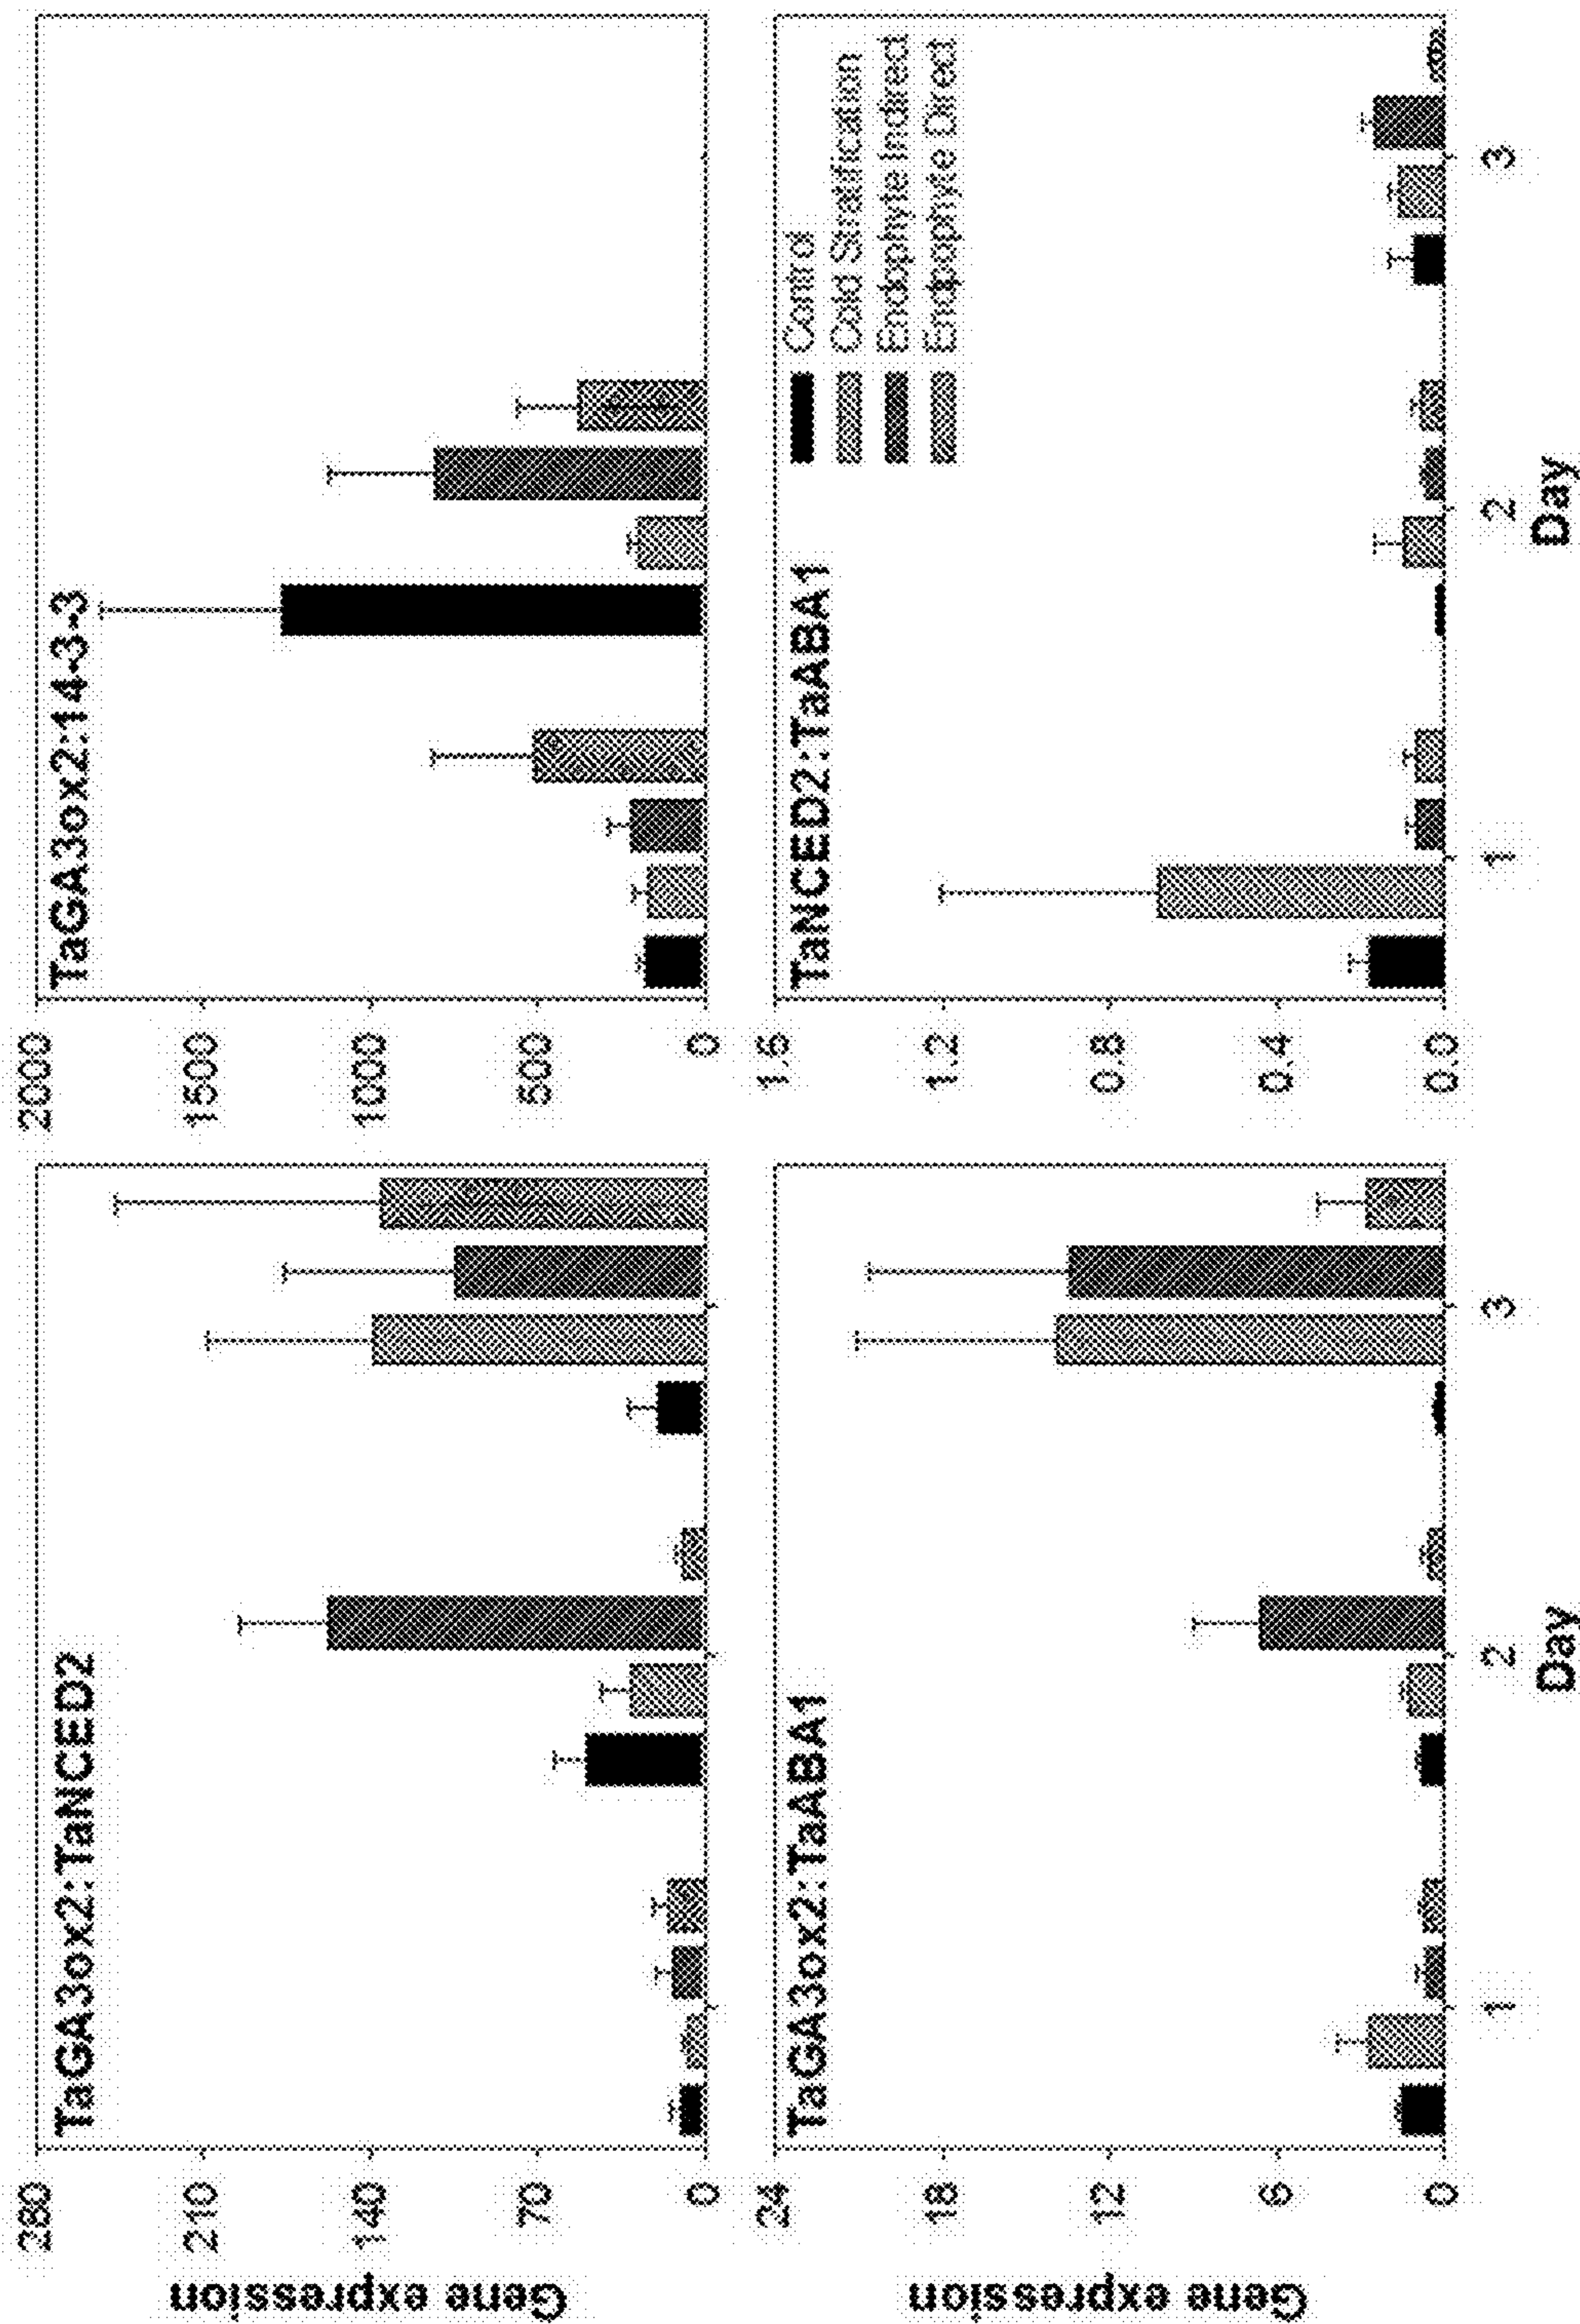 TaGA3ox2:TaNCED2
280
210
140
70
0
Gene expression
TaGA3ox2:14-3-3
2000
1500
1000
500
0
TaGA3ox2:TaABA1
24
18
12
6
0
Gene expression
1
2
3
Day
TaNCED2:TaABA1
Control
Cold Stratification
Endophyte Indirect
Endophyte Direct
1.6
1.2
0.8
0.4
0.0
1
2
3
Day